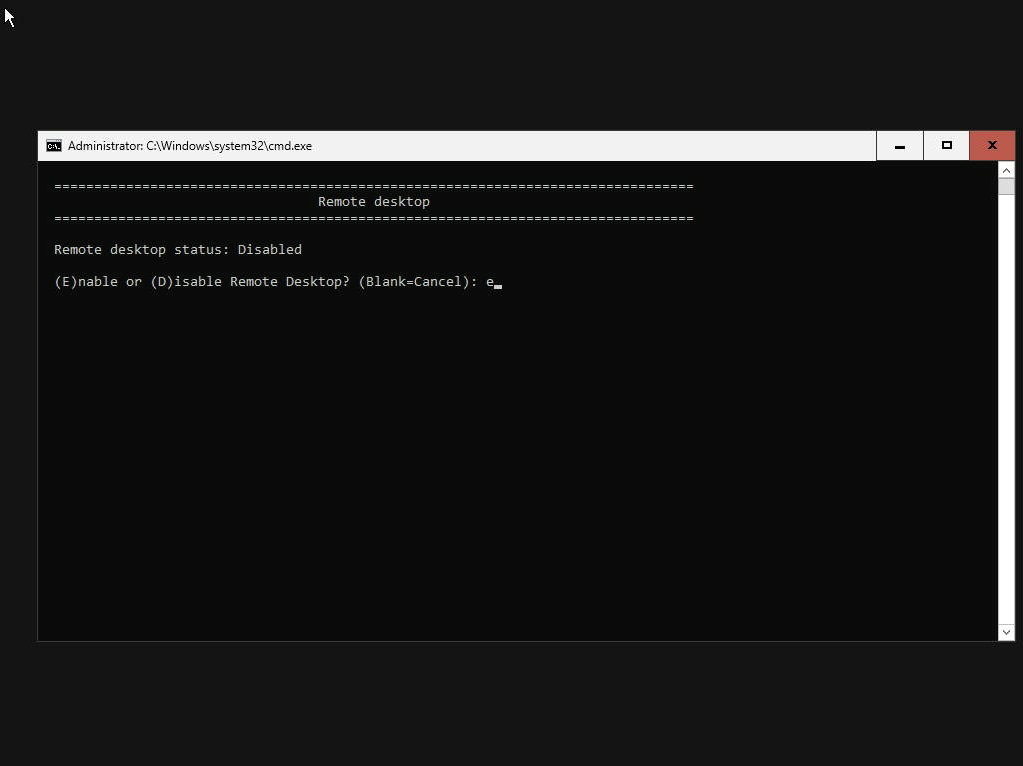 Administrator: C:\Windows\system32\cmd.exe
================================================================================
Remote desktop
================================================================================
Remote desktop status: Disabled
(E)nable or (D)isable Remote Desktop? (Blank=Cancel): e